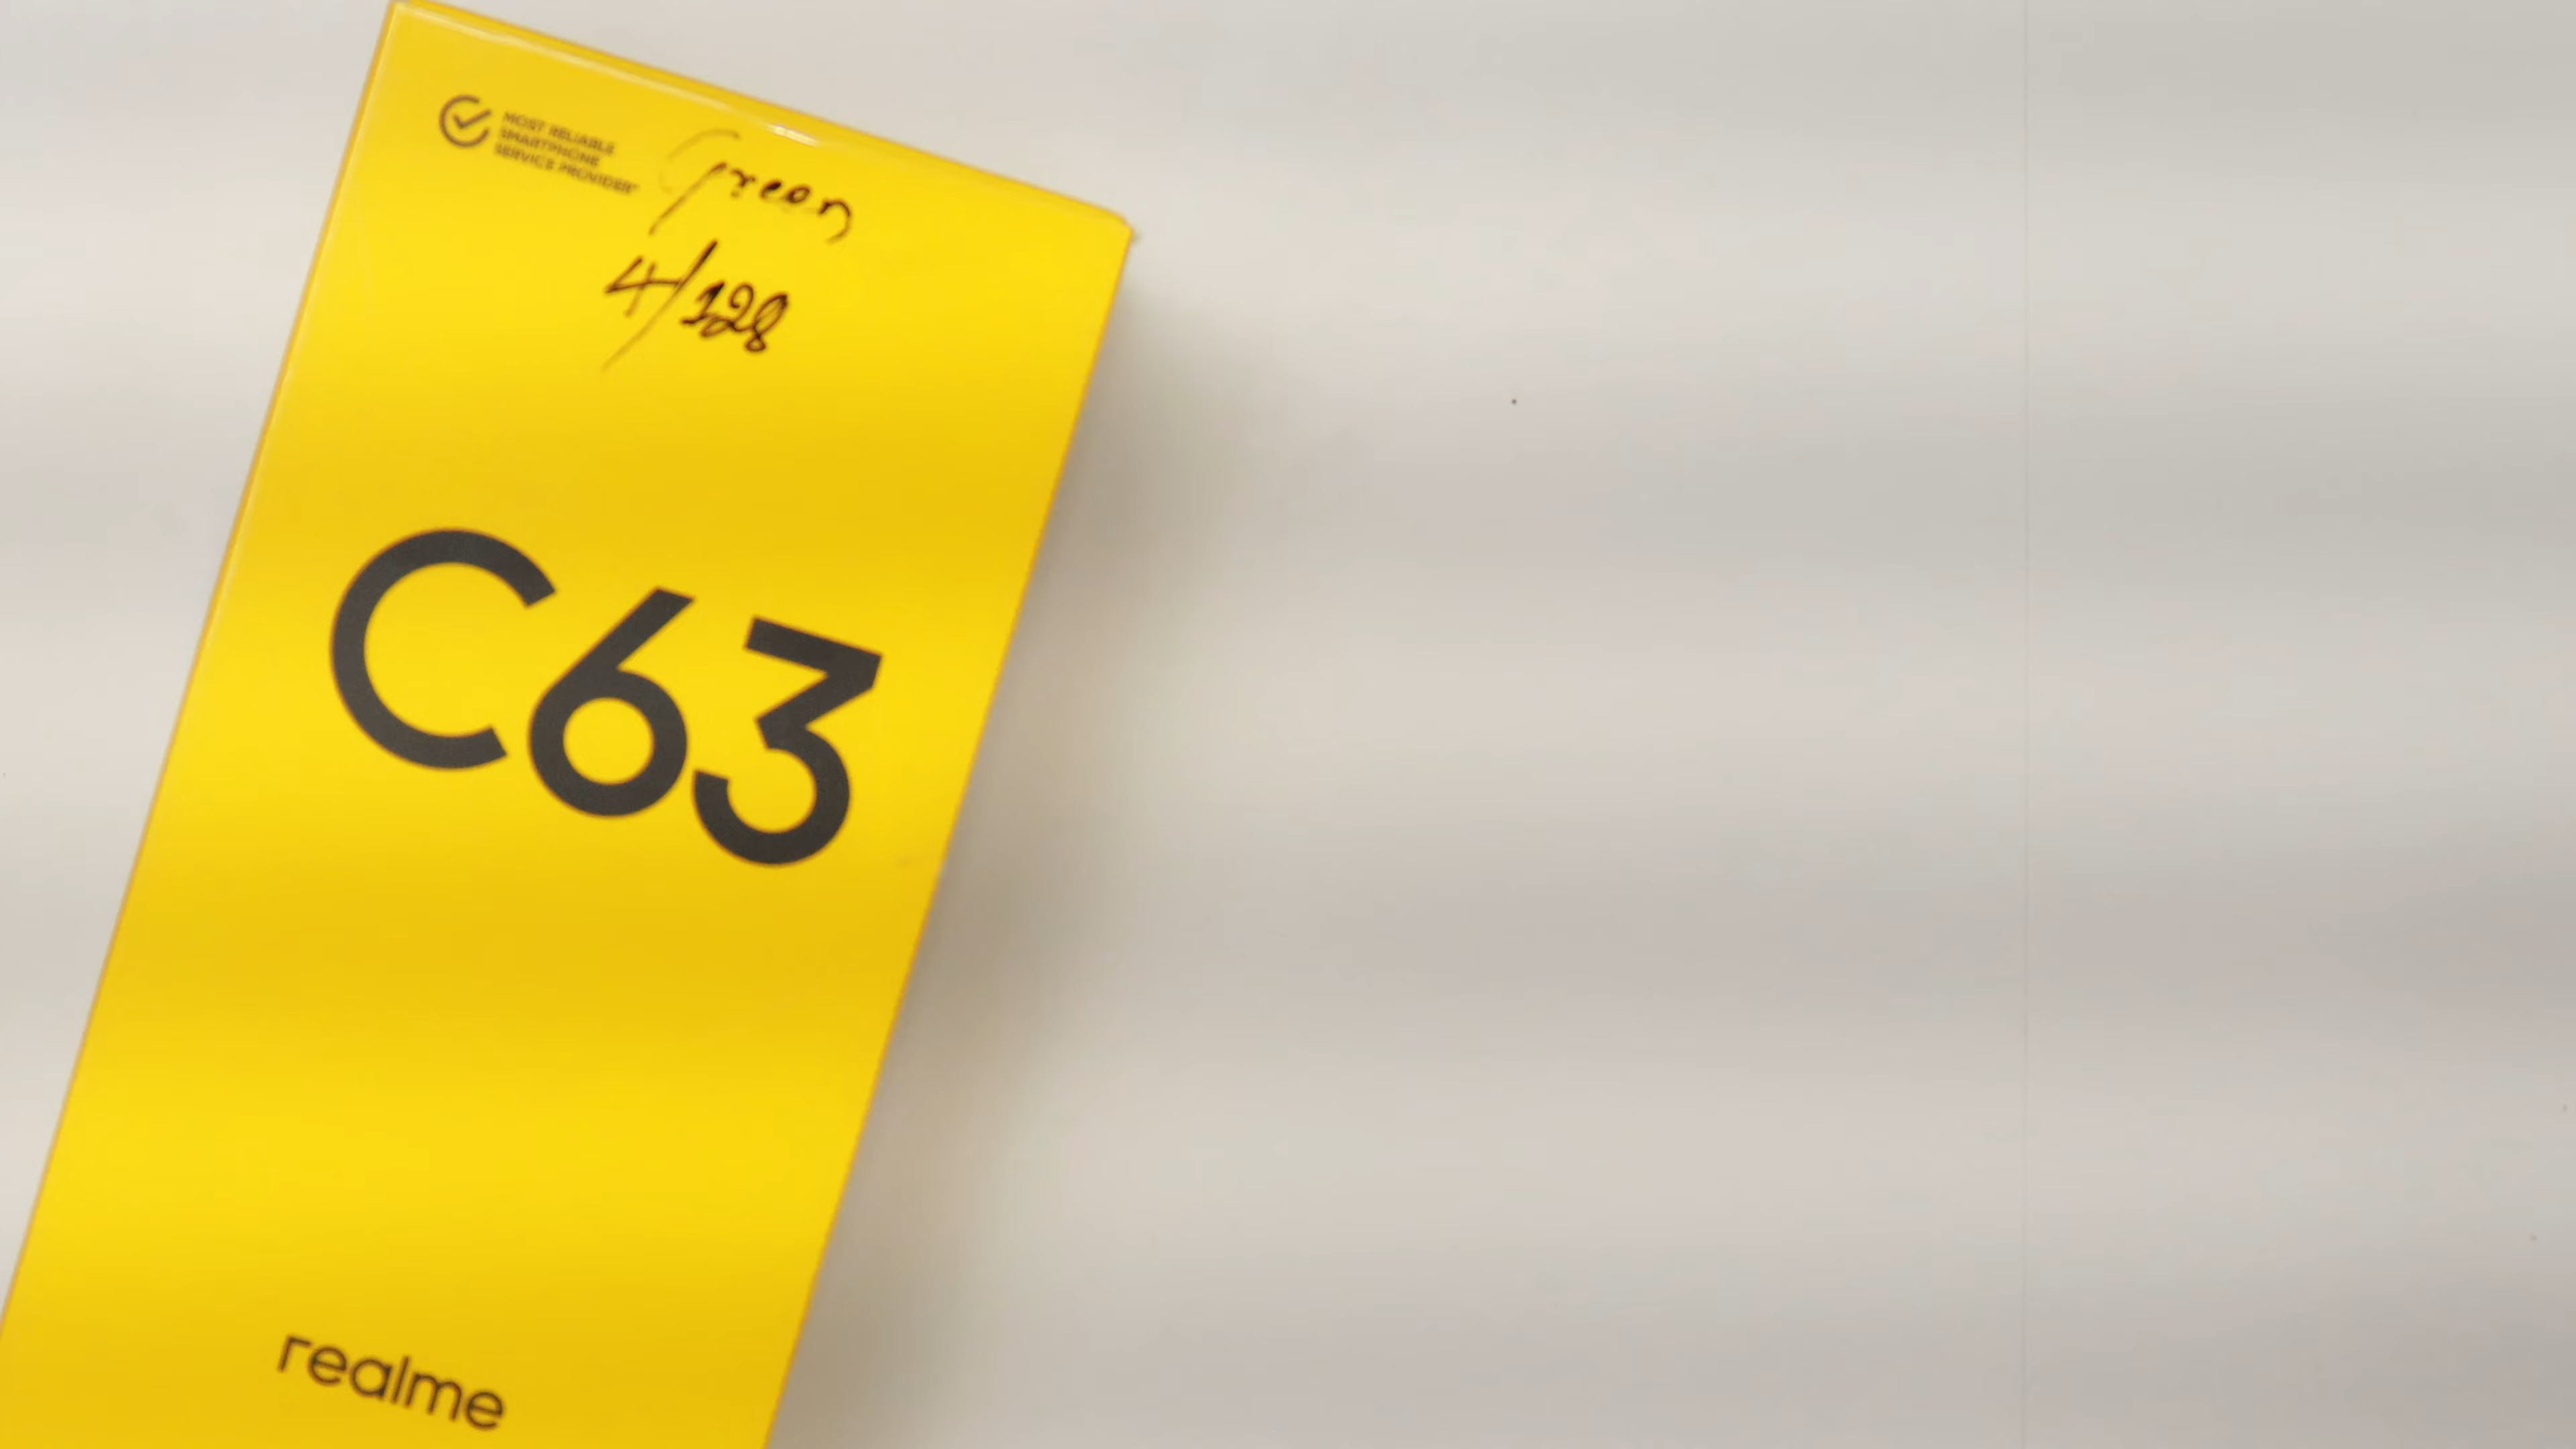 MOST RELIABLE
SMARTPHONE
SERVICE PROVIDER
Green
4/128
C63
realme